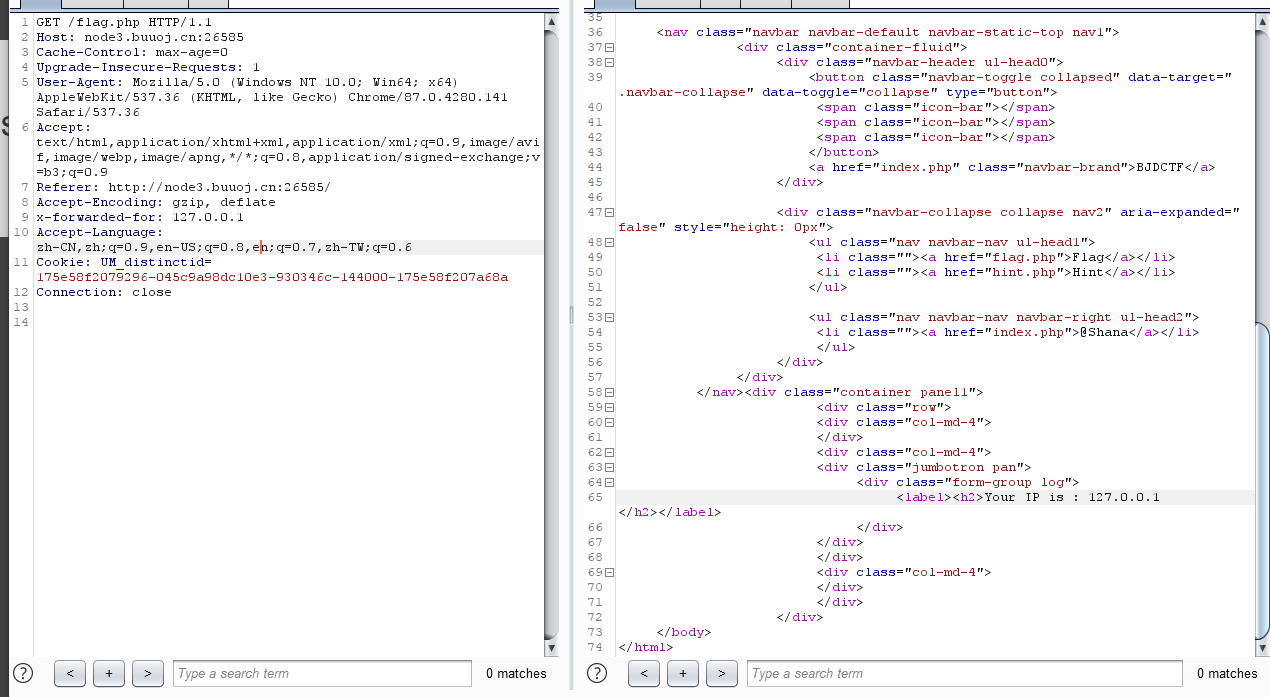 1 GET /flag.php HTTP/1.1
2 Host: node3.buuoj.cn:26585
3 Cache-Control: max-age=0
4 Upgrade-Insecure-Requests: 1
5 User-Agent: Mozilla/5.0 (Windows NT 10.0; Win64; x64)
AppleWebKit/537.36 (KHTML, like Gecko) Chrome/87.0.4280.141
Safari/537.36
6 Accept:
text/html,application/xhtml+xml,application/xml;q=0.9,image/avi
f,image/webp,image/apng,*/*;q=0.8,application/signed-exchange;v
=b3;q=0.9
7 Referer: http://node3.buuoj.cn:26585/
8 Accept-Encoding: gzip, deflate
9 x-forwarded-for: 127.0.0.1
10 Accept-Language:
zh-CN,zh;q=0.9,en-US;q=0.8,en;q=0.7,zh-TW;q=0.6
11 Cookie: UM_distinctid=
175e58f2079296-045c9a98dc10e3-930346c-144000-175e58f207a68a
12 Connection: close
13
14
? < + > Type a search term 0 matches
35
36 <nav class="navbar navbar-default navbar-static-top nav1">
37 <div class="container-fluid">
38 <div class="navbar-header ul-head0">
39 <button class="navbar-toggle collapsed" data-target="
.navbar-collapse" data-toggle="collapse" type="button">
40 <span class="icon-bar"></span>
41 <span class="icon-bar"></span>
42 <span class="icon-bar"></span>
43 </button>
44 <a href="index.php" class="navbar-brand">BJDCTF</a>
45 </div>
46
47 <div class="navbar-collapse collapse nav2" aria-expanded="
false" style="height: 0px">
48 <ul class="nav navbar-nav ul-head1">
49 <li class=""><a href="flag.php">Flag</a></li>
50 <li class=""><a href="hint.php">Hint</a></li>
51 </ul>
52
53 <ul class="nav navbar-nav navbar-right ul-head2">
54 <li class=""><a href="index.php">@Shana</a></li>
55 </ul>
56 </div>
57 </div>
58 </nav><div class="container panel1">
59 <div class="row">
60 <div class="col-md-4">
61 </div>
62 <div class="col-md-4">
63 <div class="jumbotron pan">
64 <div class="form-group log">
65 <label><h2>Your IP is : 127.0.0.1
</h2></label>
66 </div>
67 </div>
68 </div>
69 <div class="col-md-4">
70 </div>
71 </div>
72 </div>
73 </body>
74 </html>
? < + > Type a search term 0 matches